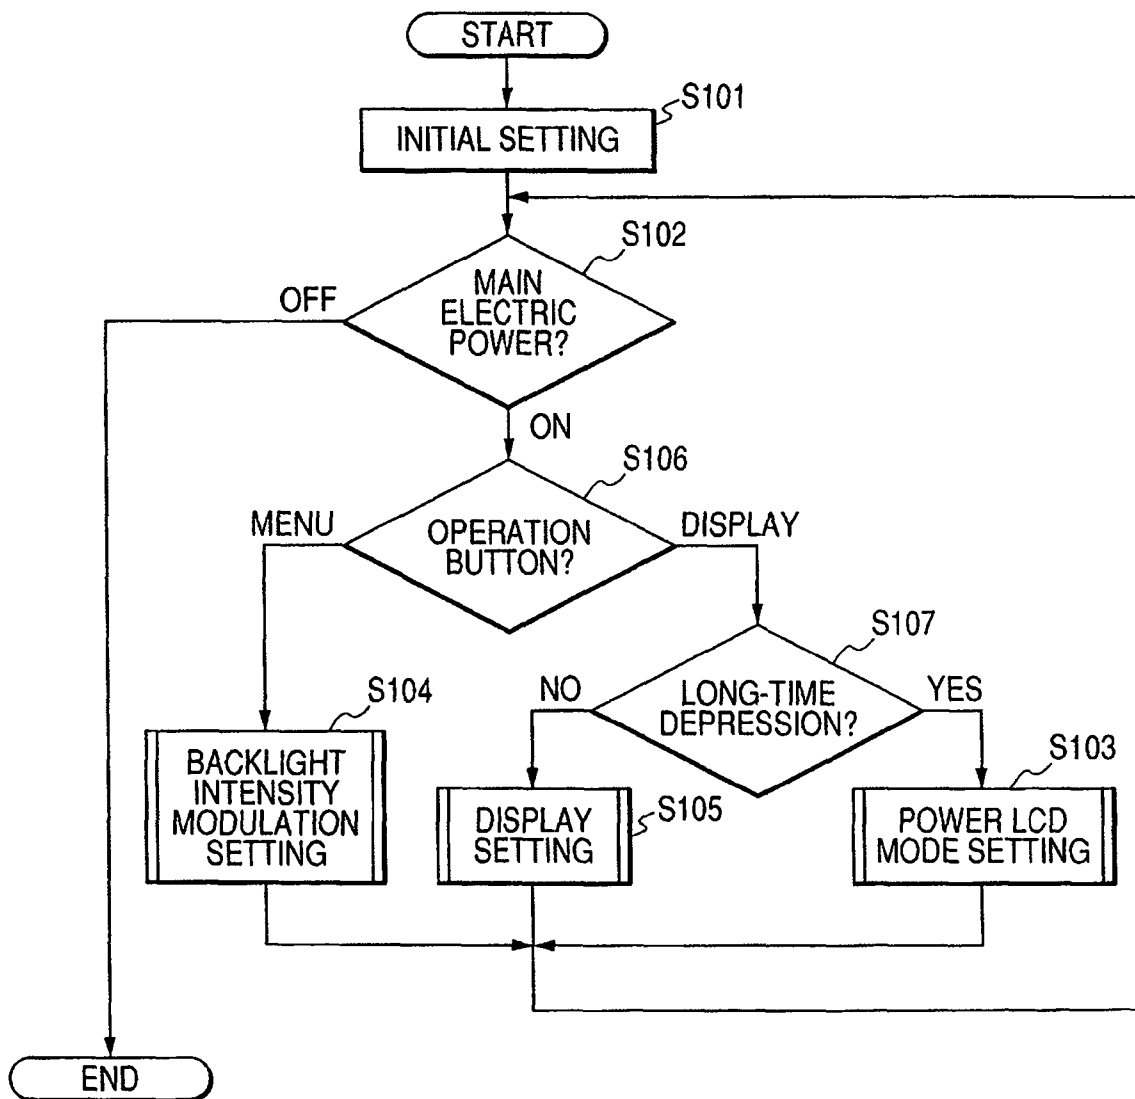 START
S101
INITIAL SETTING
S102
MAIN
ELECTRIC
POWER?
OFF
ON
S106
OPERATION
BUTTON?
MENU
DISPLAY
S107
LONG-TIME
DEPRESSION?
NO
YES
S104
BACKLIGHT
INTENSITY
MODULATION
SETTING
DISPLAY
SETTING
S105
S103
POWER LCD
MODE SETTING
END